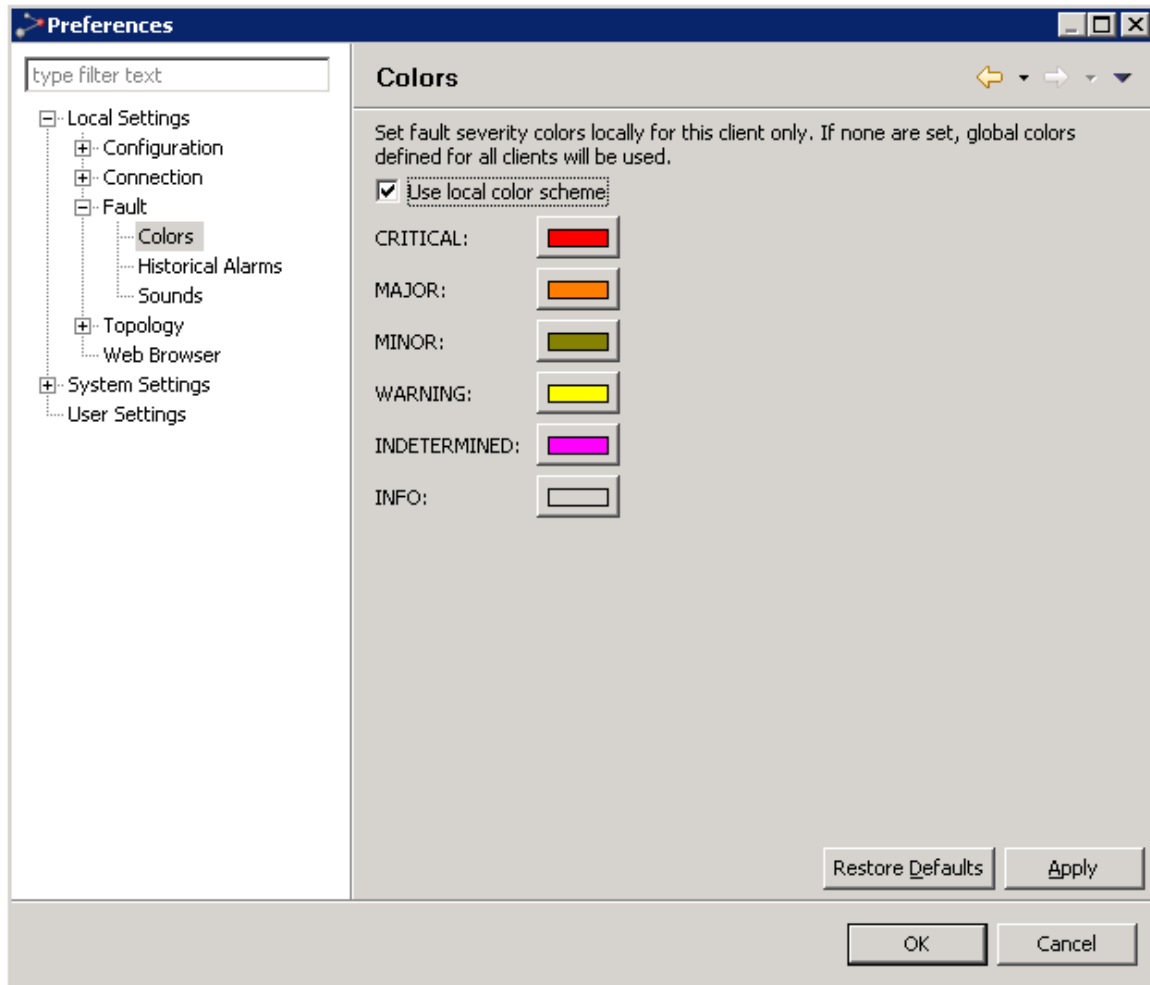 Preferences
type filter text
Local Settings
Configuration
Connection
Fault
Colors
Historical Alarms
Sounds
Topology
Web Browser
System Settings
User Settings
Colors
Set fault severity colors locally for this client only. If none are set, global colors
defined for all clients will be used.
Use local color scheme
CRITICAL:
MAJOR:
MINOR:
WARNING:
INDETERMINED:
INFO:
Restore Defaults
Apply
OK
Cancel